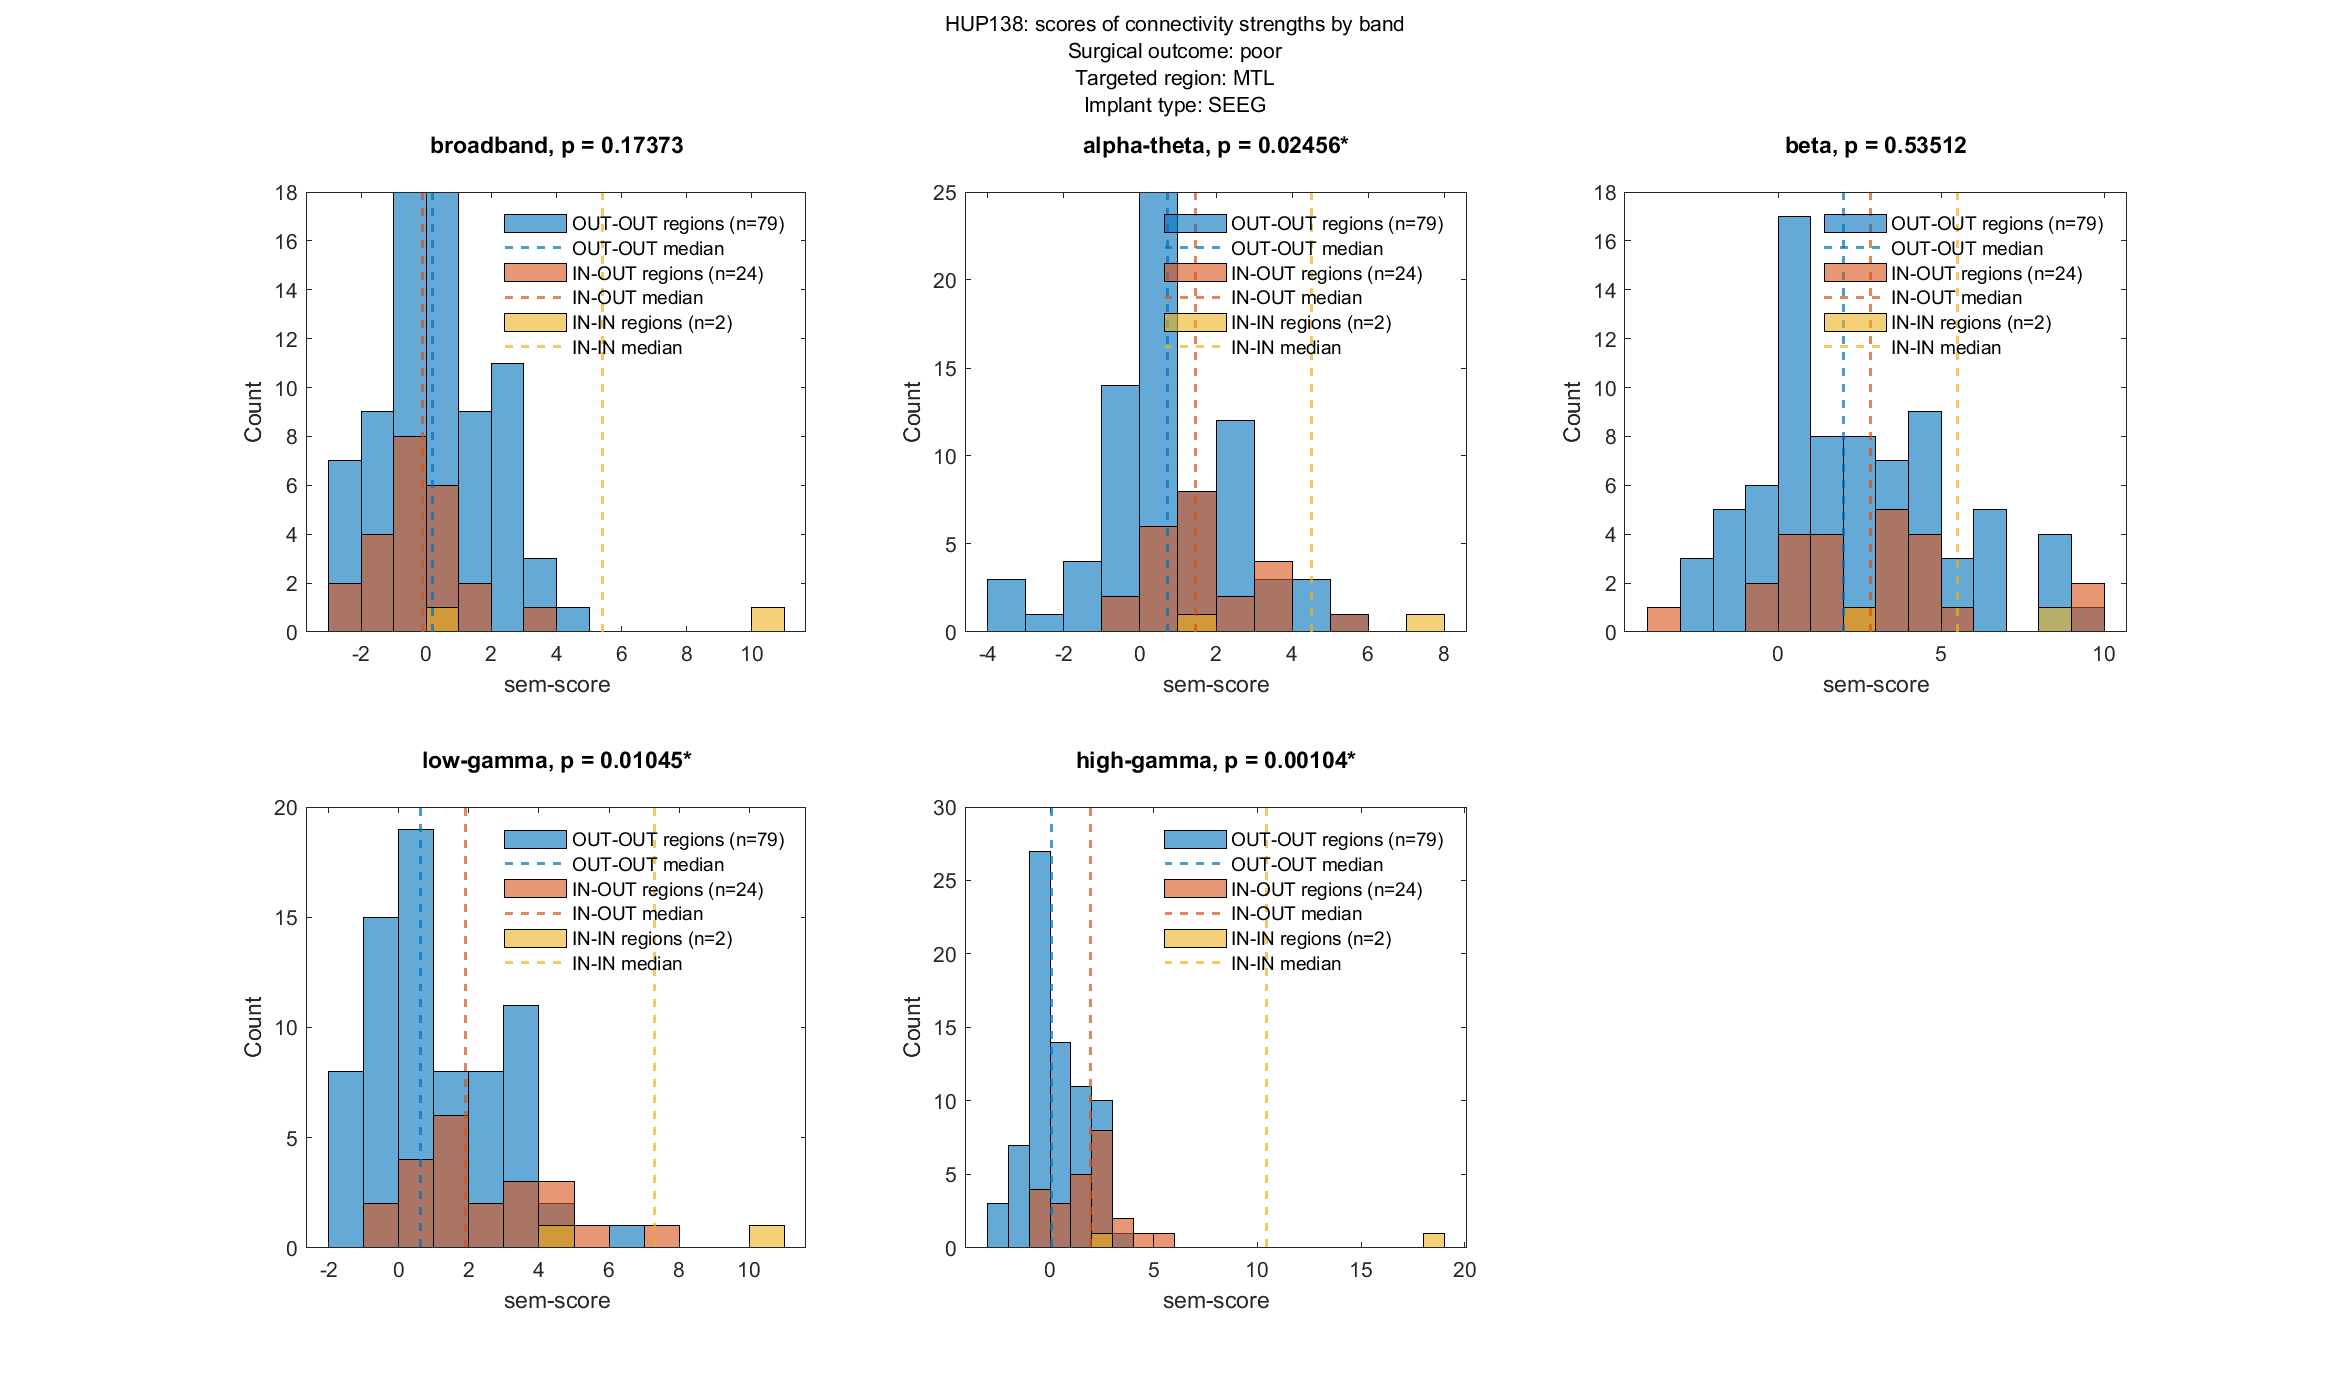 HUP138: scores of connectivity strengths by band
Surgical outcome: poor
Targeted region: MTL
Implant type: SEEG
broadband, p = 0.17373
18
16
14
12
10
8
6
4
2
0
Count
-2
0
2
4
6
8
10
sem-score
OUT-OUT regions (n=79)
OUT-OUT median
IN-OUT regions (n=24)
IN-OUT median
IN-IN regions (n=2)
IN-IN median
alpha-theta, p = 0.02456*
25
20
15
10
5
0
Count
-4
-2
0
2
4
6
8
sem-score
OUT-OUT regions (n=79)
OUT-OUT median
IN-OUT regions (n=24)
IN-OUT median
IN-IN regions (n=2)
IN-IN median
beta, p = 0.53512
18
16
14
12
10
8
6
4
2
0
Count
0
5
10
sem-score
OUT-OUT regions (n=79)
OUT-OUT median
IN-OUT regions (n=24)
IN-OUT median
IN-IN regions (n=2)
IN-IN median
low-gamma, p = 0.01045*
20
15
10
5
0
Count
-2
0
2
4
6
8
10
sem-score
OUT-OUT regions (n=79)
OUT-OUT median
IN-OUT regions (n=24)
IN-OUT median
IN-IN regions (n=2)
IN-IN median
high-gamma, p = 0.00104*
30
25
20
15
10
5
0
Count
0
5
10
15
20
sem-score
OUT-OUT regions (n=79)
OUT-OUT median
IN-OUT regions (n=24)
IN-OUT median
IN-IN regions (n=2)
IN-IN median